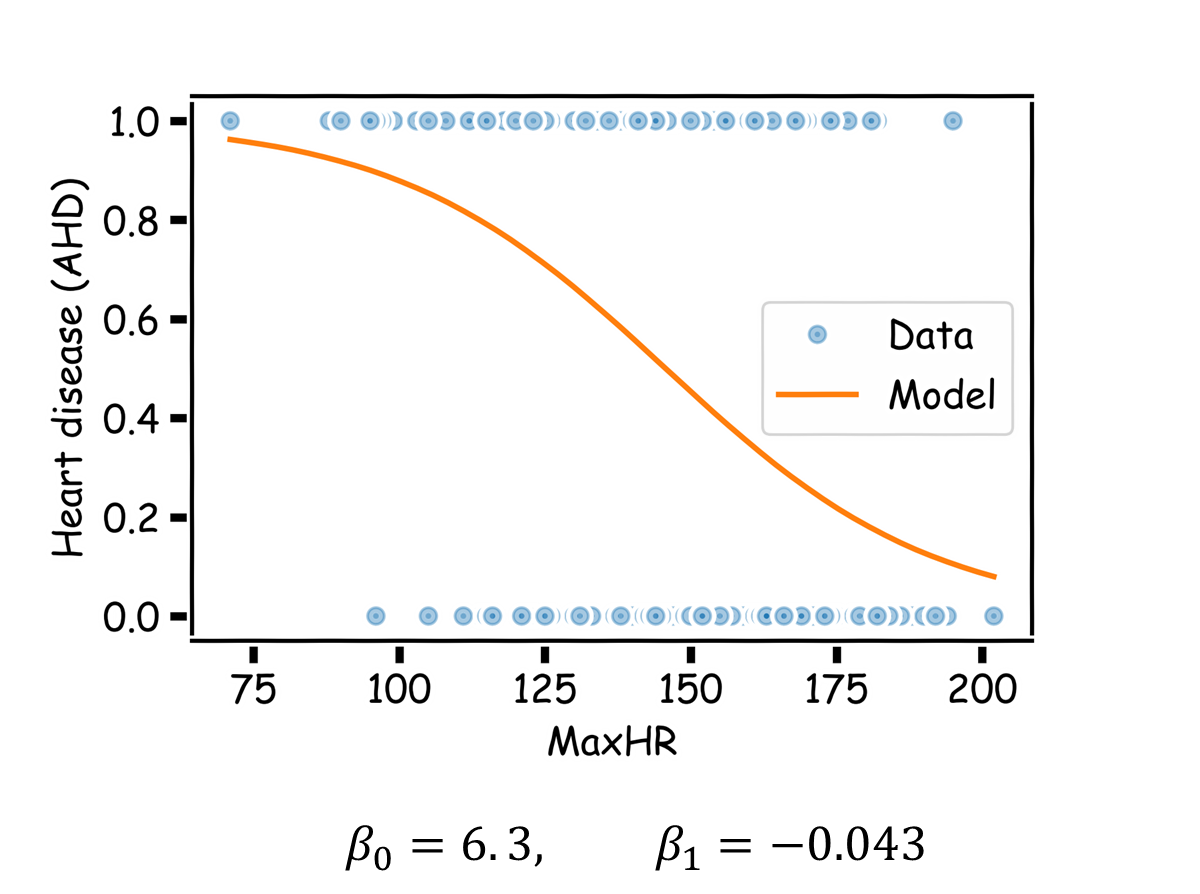 1.0
0.8
0.6
0.4
0.2
0.0
Heart disease (AHD)
Data
Model
75 100 125 150 175 200
MaxHR
β₀ = 6.3, β₁ = −0.043